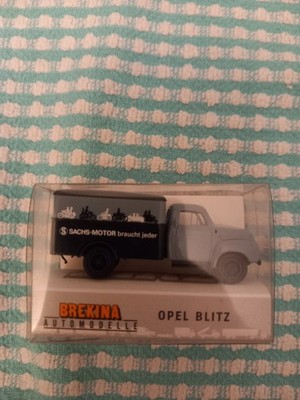 S SACHS-MOTOR braucht jeder
BREKINA
AUTOMODELLE
OPEL BLITZ